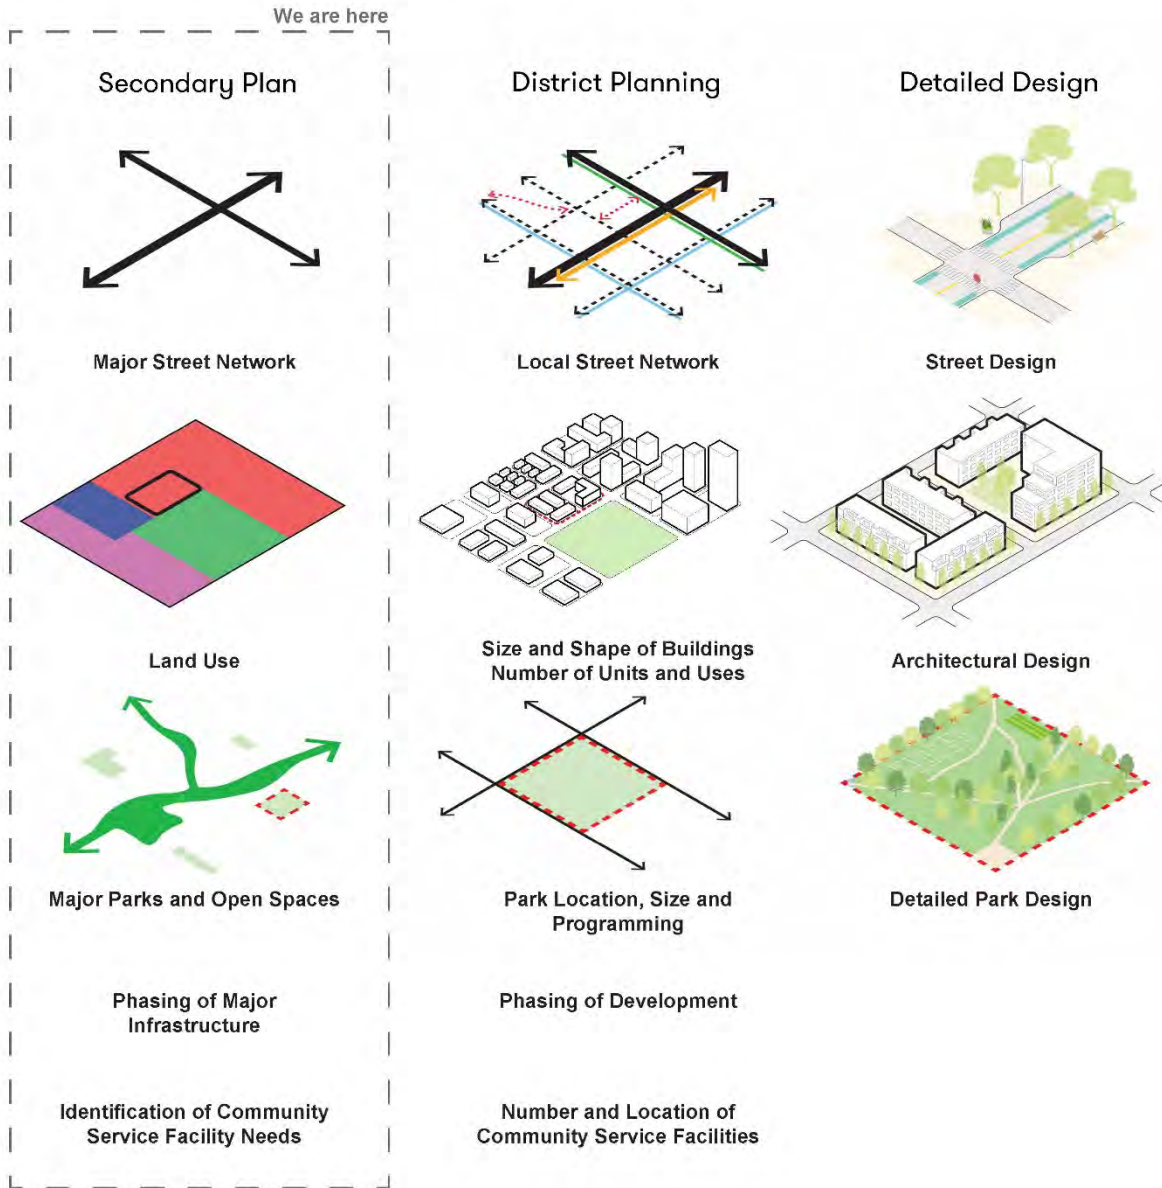 We are here
Secondary Plan
District Planning
Detailed Design
Major Street Network
Local Street Network
Street Design
Land Use
Size and Shape of Buildings
Number of Units and Uses
Architectural Design
Major Parks and Open Spaces
Park Location, Size and
Programming
Detailed Park Design
Phasing of Major
Infrastructure
Phasing of Development
Identification of Community
Service Facility Needs
Number and Location of
Community Service Facilities